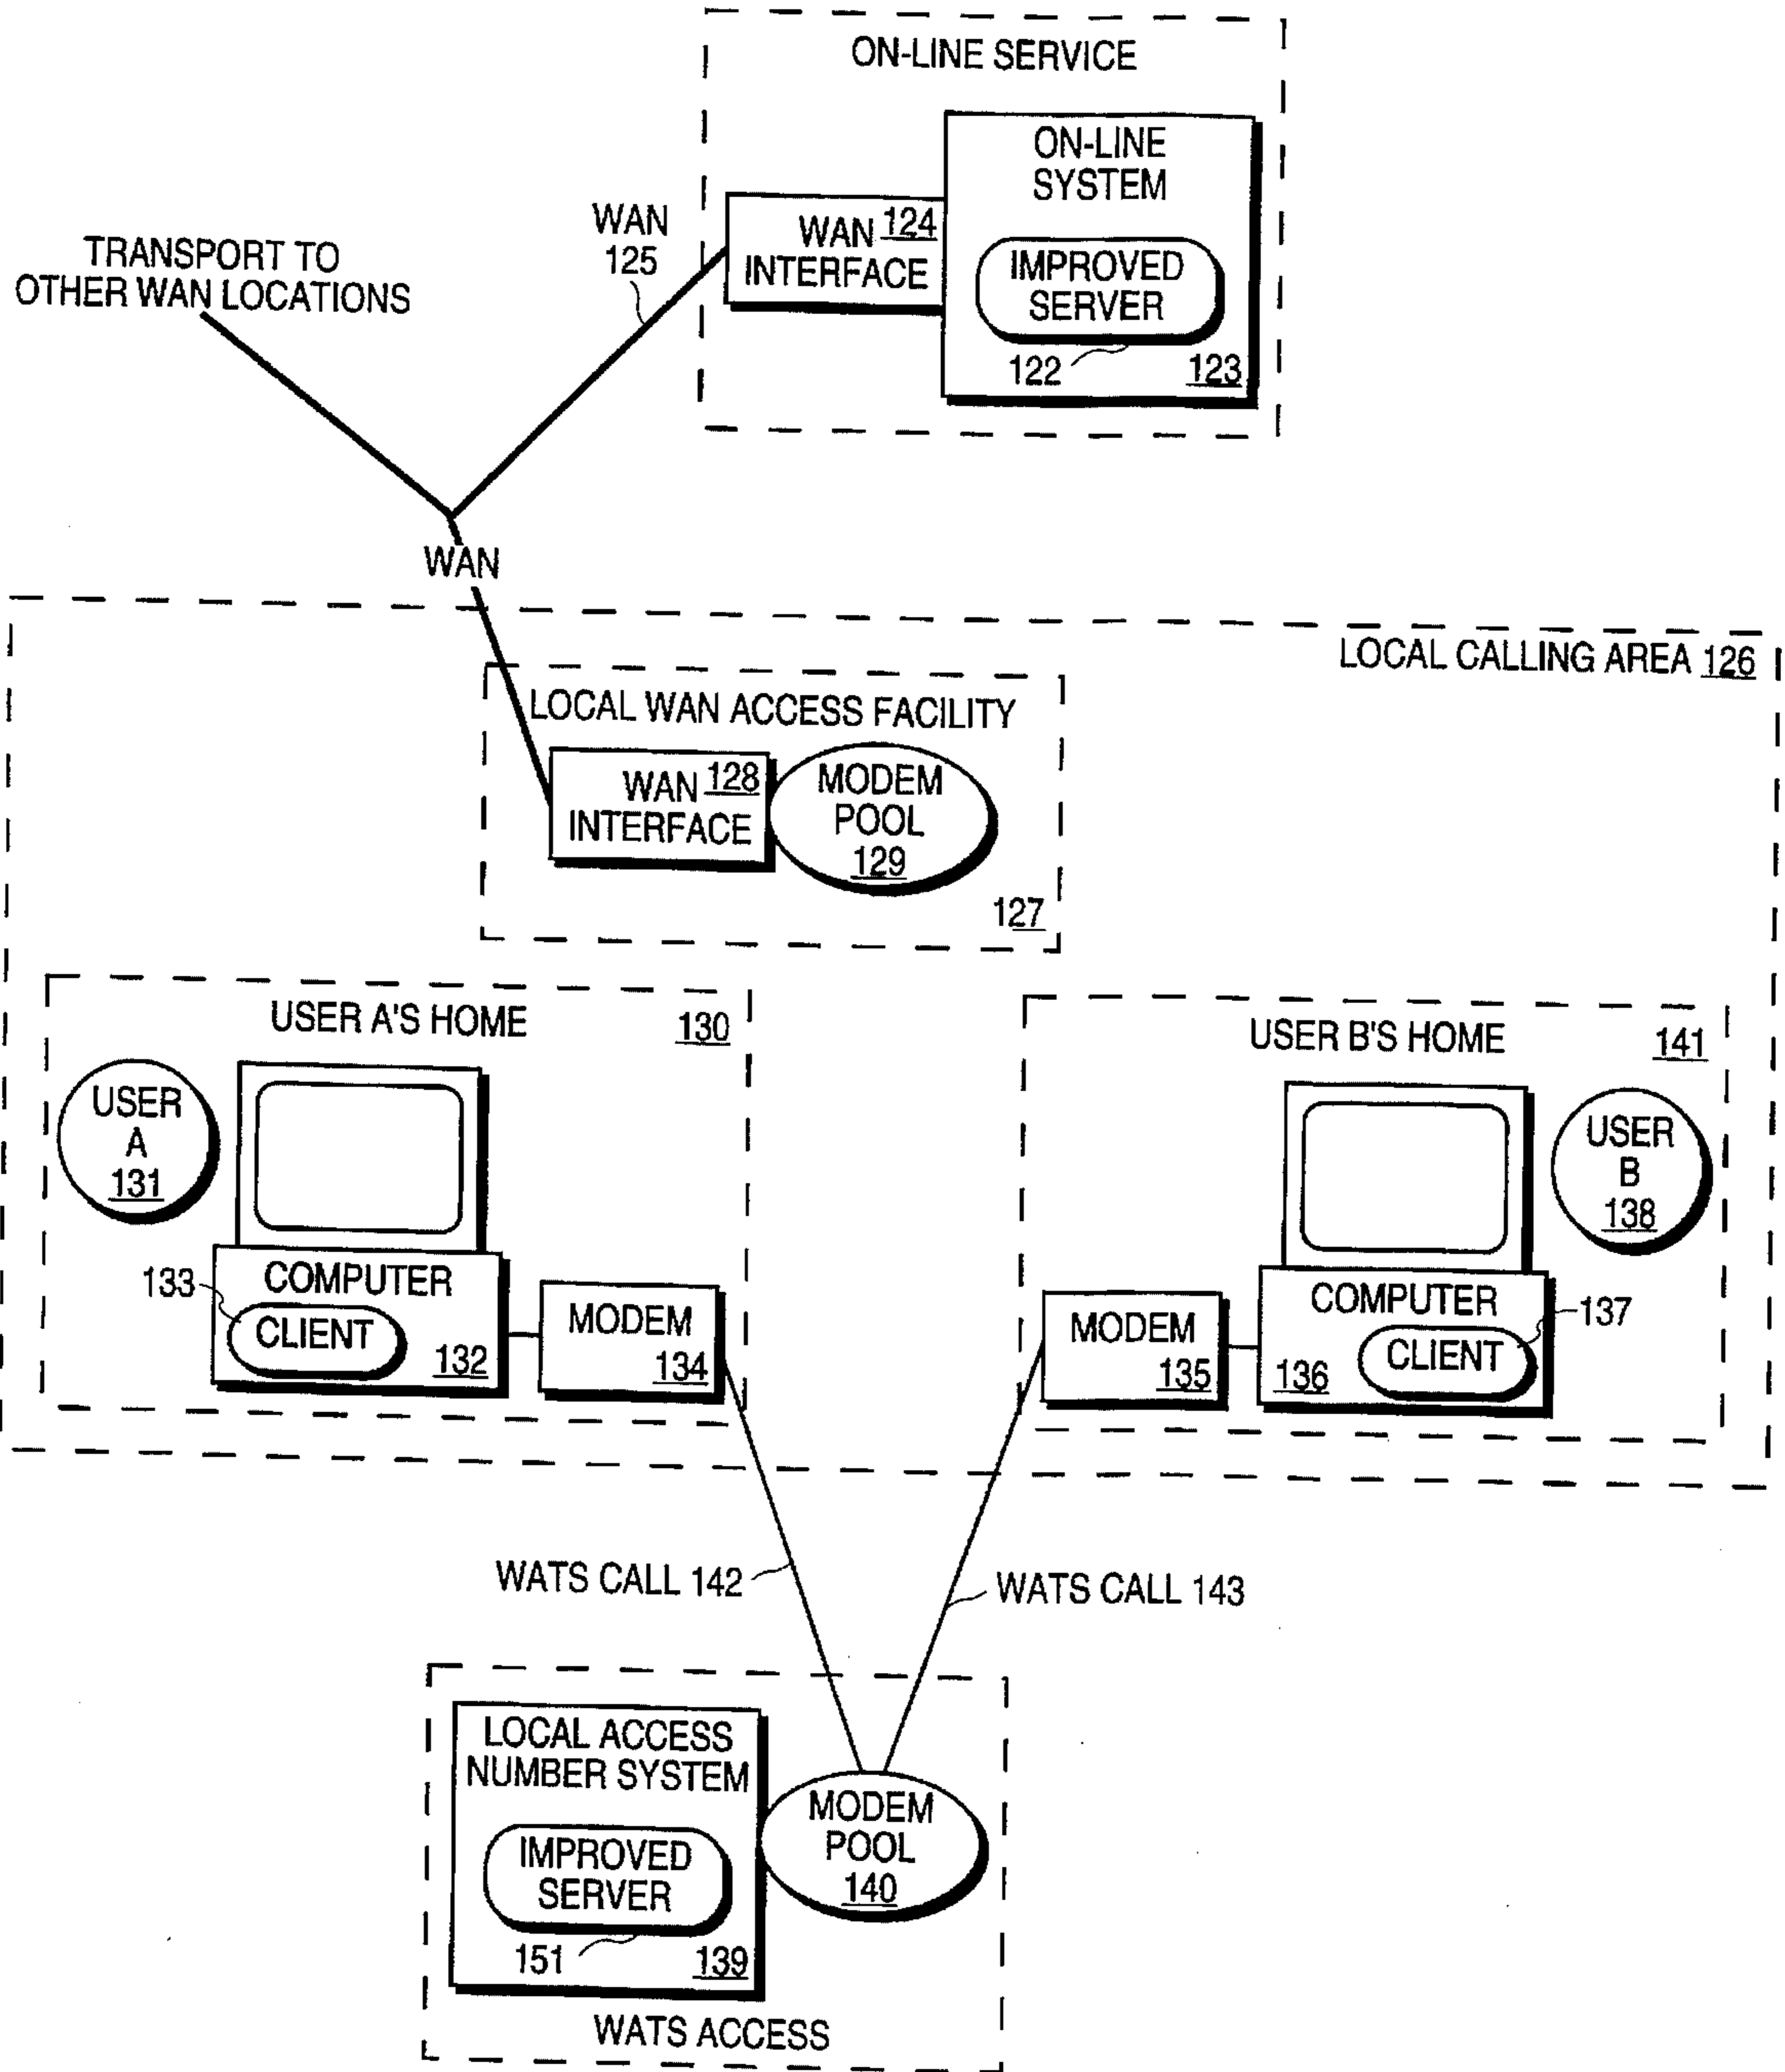 ON-LINE SERVICE
ON-LINE
SYSTEM
WAN 124
INTERFACE
IMPROVED
SERVER
122
123
WAN
125
TRANSPORT TO
OTHER WAN LOCATIONS
WAN
LOCAL CALLING AREA 126
LOCAL WAN ACCESS FACILITY
WAN 128
INTERFACE
MODEM
POOL
129
127
USER A'S HOME
130
USER
A
131
COMPUTER
133
CLIENT
132
MODEM
134
USER B'S HOME
141
USER
B
138
COMPUTER
137
CLIENT
136
MODEM
135
WATS CALL 142
WATS CALL 143
LOCAL ACCESS
NUMBER SYSTEM
IMPROVED
SERVER
151
139
MODEM
POOL
140
WATS ACCESS